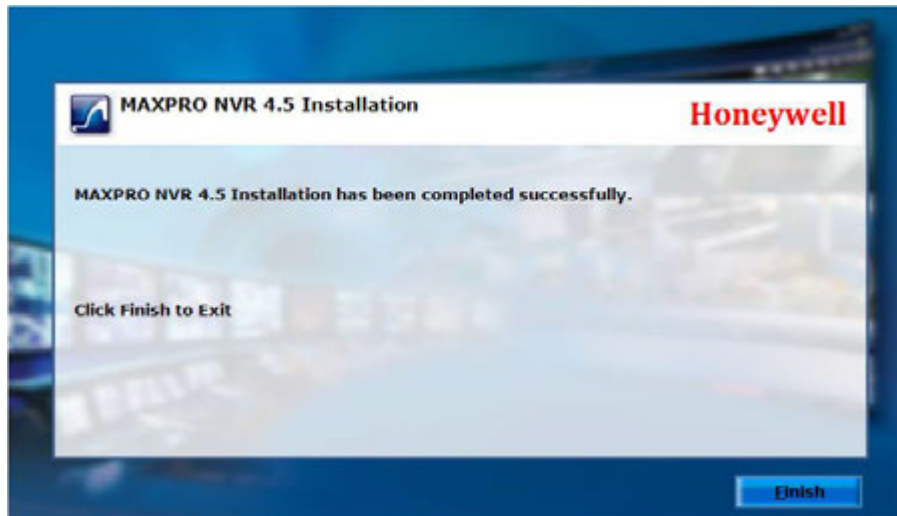 MAXPRO NVR 4.5 Installation
Honeywell
MAXPRO NVR 4.5 Installation has been completed successfully.
Click Finish to Exit
Finish